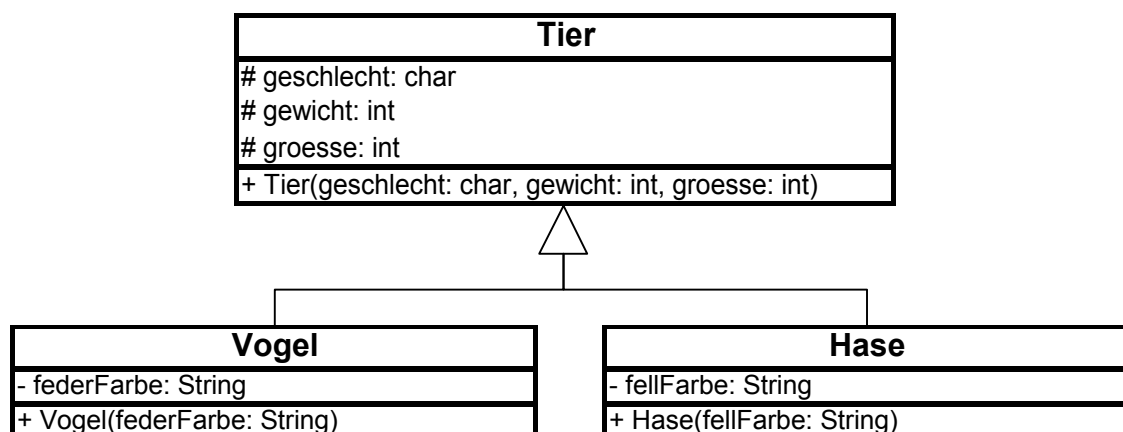 Tier
# geschlecht: char
# gewicht: int
# groesse: int
+ Tier(geschlecht: char, gewicht: int, groesse: int)
Vogel
- federFarbe: String
+ Vogel(federFarbe: String)
Hase
- fellFarbe: String
+ Hase(fellFarbe: String)